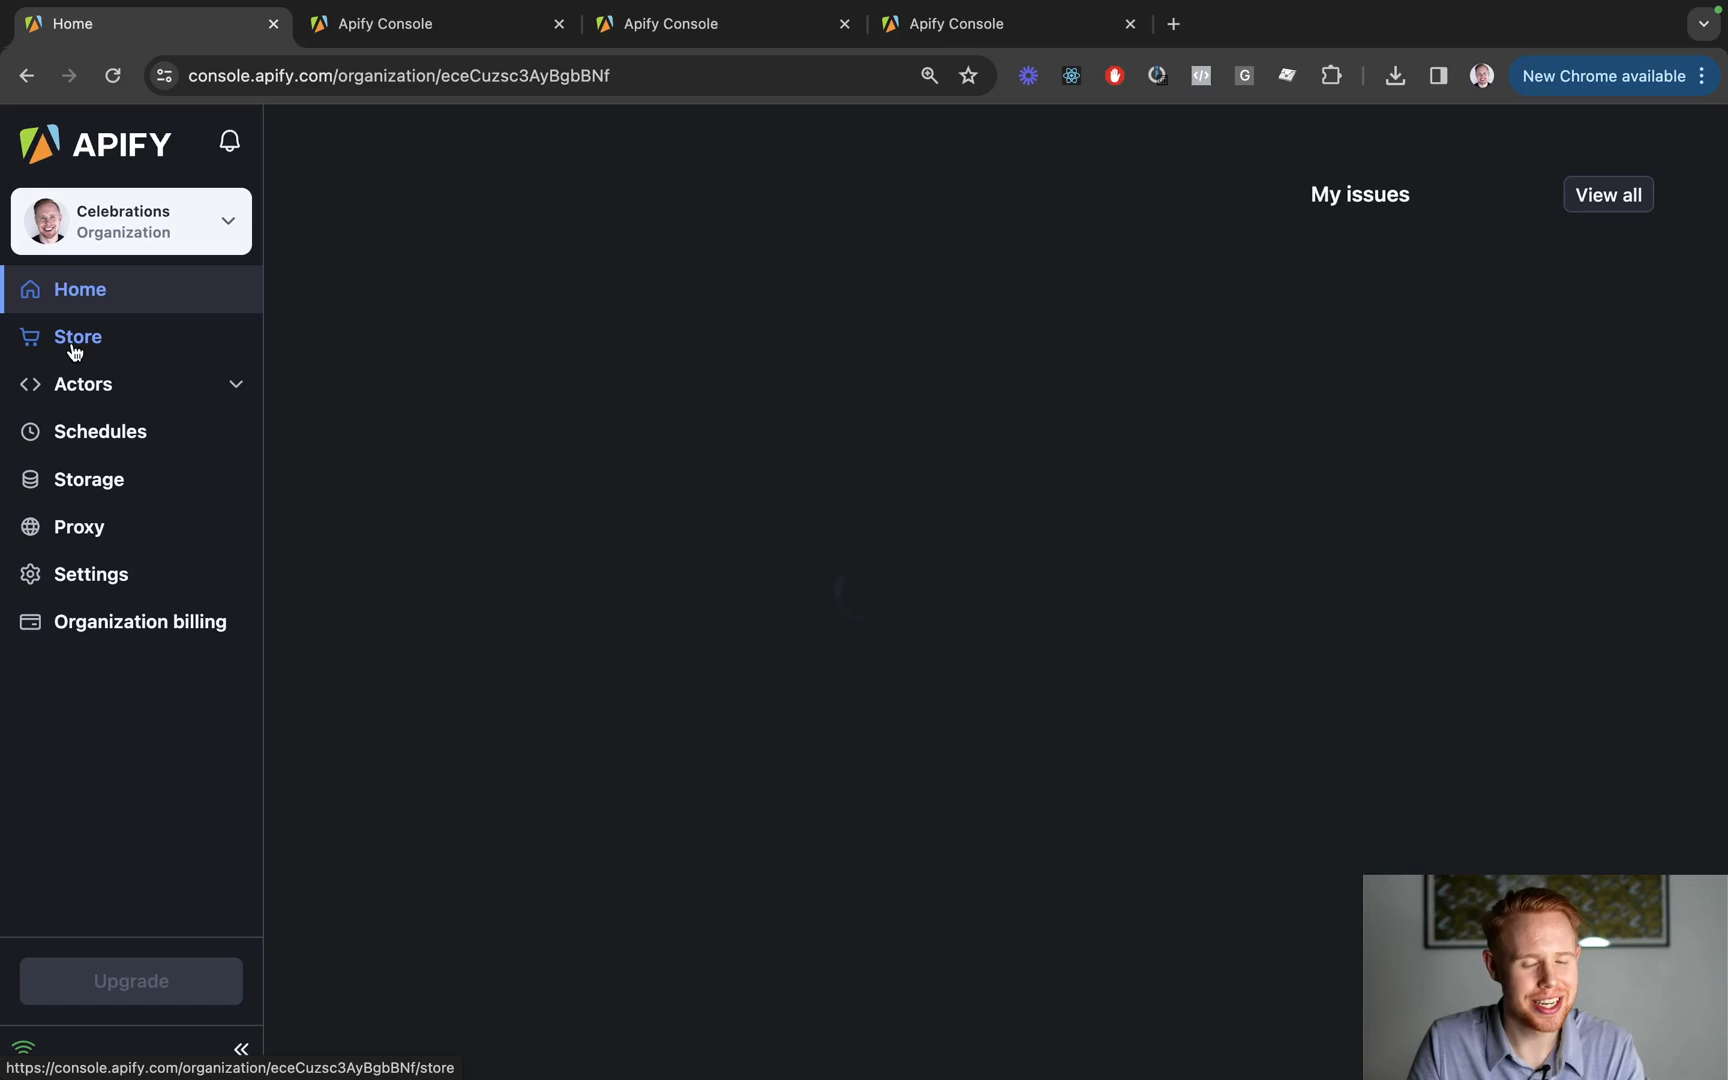 Home
Apify Console
Apify Console
Apify Console
console.apify.com/organization/eceCuzsc3AyBgbBNf
G
New Chrome available
APIFY
Celebrations
Organization
Home
Store
Actors
Schedules
Storage
Proxy
Settings
Organization billing
My issues
View all
Upgrade
https://console.apify.com/organization/eceCuzsc3AyBgbBNf/store